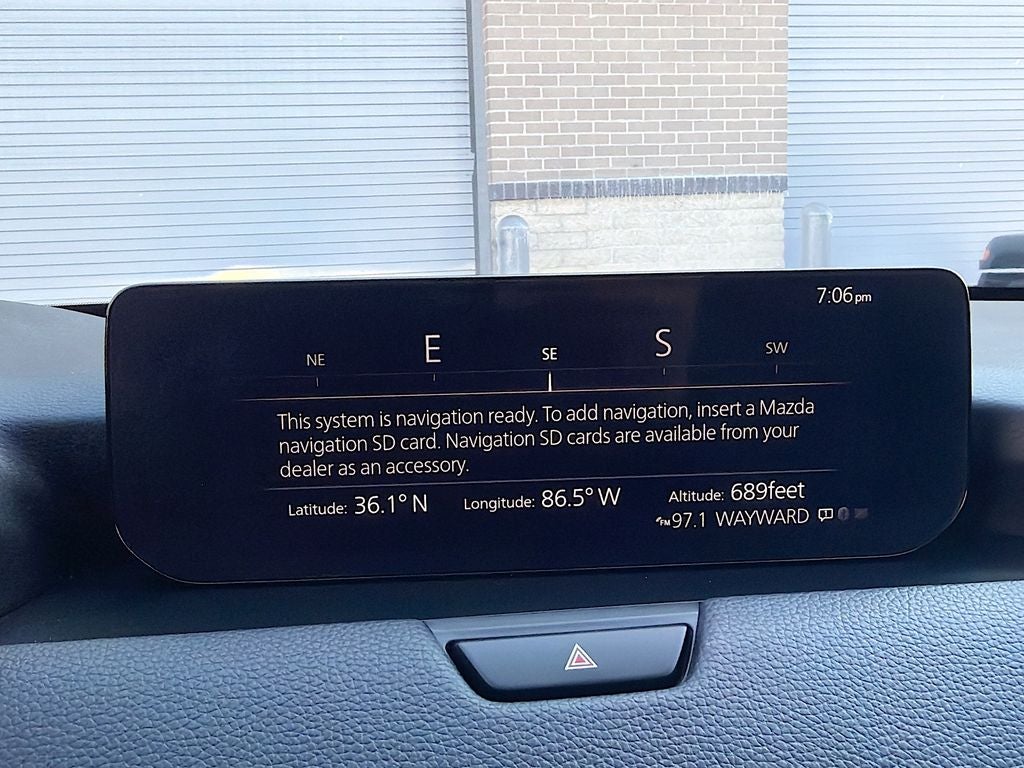 7:06pm
NE E SE S SW
This system is navigation ready. To add navigation, insert a Mazda
navigation SD card. Navigation SD cards are available from your
dealer as an accessory.
Latitude: 36.1° N Longitude: 86.5° W Altitude: 689feet
FM 97.1 WAYWARD